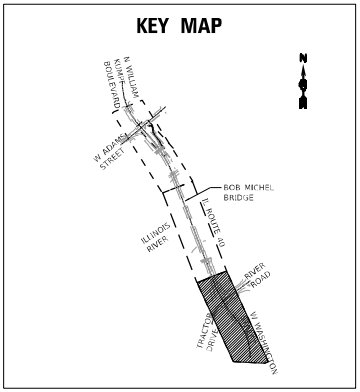 KEY MAP
N WILLIAM
KUMPF
BOULEVARD
N
W ADAMS
STREET
BOB MICHEL
BRIDGE
IL ROUTE 40
ILLINOIS
RIVER
RIVER
ROAD
TRACTOR
DRIVE
W WASHINGTON